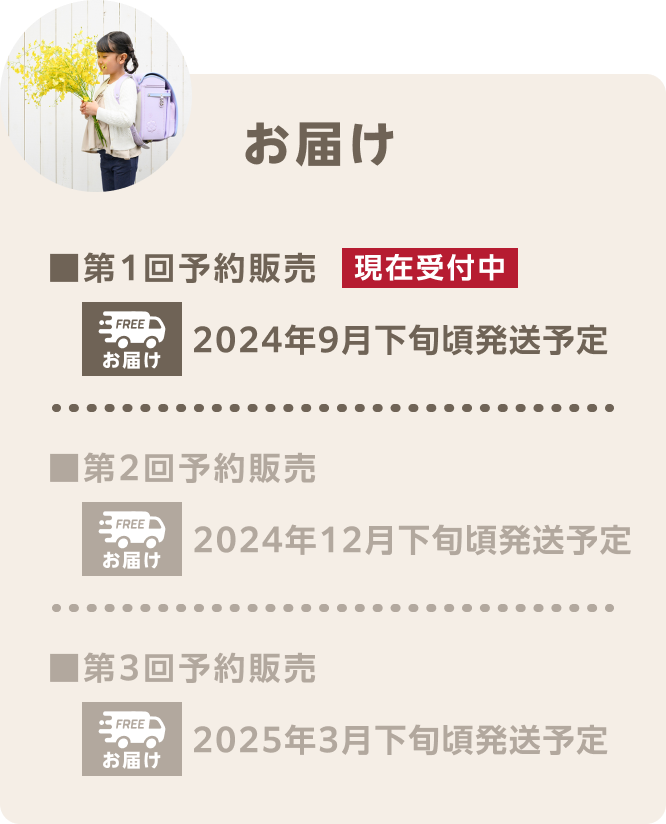 お届け
■第1回予約販売 現在受付中
FREE
お届け
2024年9月下旬頃発送予定
■第2回予約販売
FREE
お届け
2024年12月下旬頃発送予定
■第3回予約販売
FREE
お届け
2025年3月下旬頃発送予定